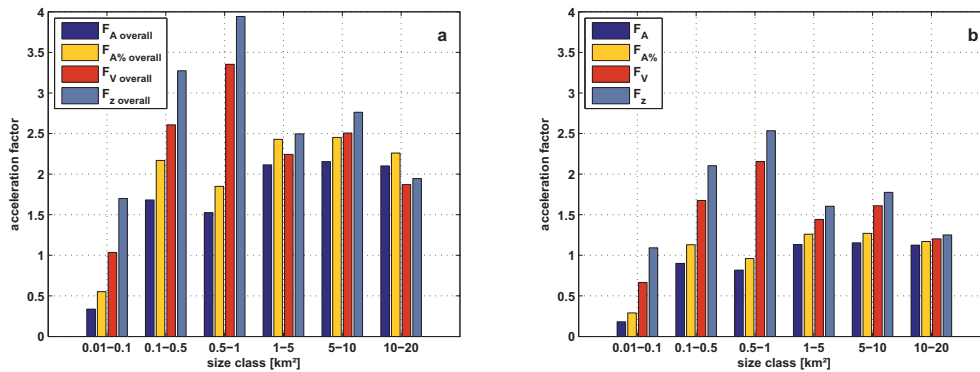 a
F_A overall
F_A% overall
F_V overall
F_z overall
4
3.5
3
2.5
2
1.5
1
0.5
0
acceleration factor
0.01−0.1 0.1−0.5 0.5−1 1−5 5−10 10−20
size class [km²]
b
F_A
F_A%
F_V
F_z
4
3.5
3
2.5
2
1.5
1
0.5
0
acceleration factor
0.01−0.1 0.1−0.5 0.5−1 1−5 5−10 10−20
size class [km²]